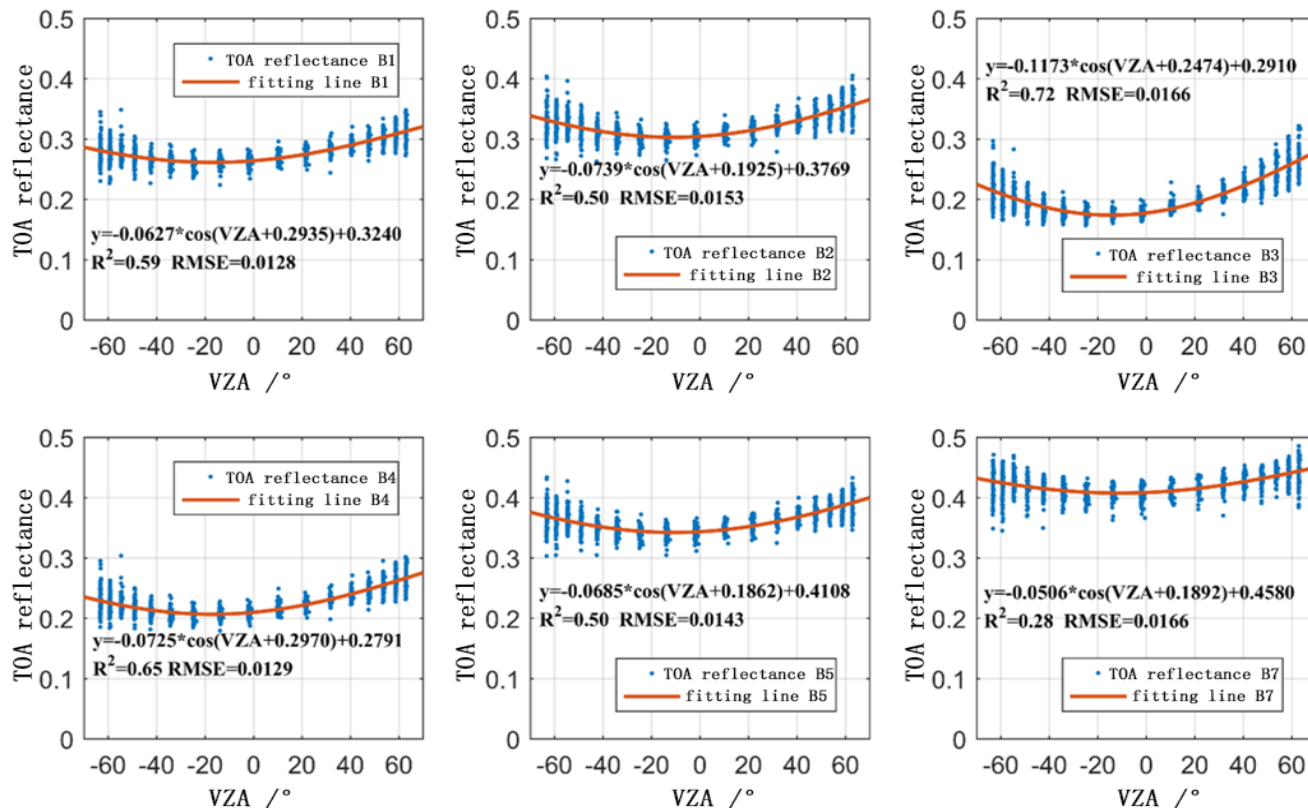 0.5
0.4
0.3
0.2
0.1
0
TOA reflectance
TOA reflectance B1
fitting line B1
y=-0.0627*cos(VZA+0.2935)+0.3240
R²=0.59 RMSE=0.0128
-60 -40 -20 0 20 40 60
VZA /°
0.5
0.4
0.3
0.2
0.1
0
TOA reflectance
y=-0.0739*cos(VZA+0.1925)+0.3769
R²=0.50 RMSE=0.0153
TOA reflectance B2
fitting line B2
-60 -40 -20 0 20 40 60
VZA /°
0.5
0.4
0.3
0.2
0.1
0
TOA reflectance
y=-0.1173*cos(VZA+0.2474)+0.2910
R²=0.72 RMSE=0.0166
TOA reflectance B3
fitting line B3
-60 -40 -20 0 20 40 60
VZA /°
0.5
0.4
0.3
0.2
0.1
0
TOA reflectance
TOA reflectance B4
fitting line B4
y=-0.0725*cos(VZA+0.2970)+0.2791
R²=0.65 RMSE=0.0129
-60 -40 -20 0 20 40 60
VZA /°
0.5
0.4
0.3
0.2
0.1
0
TOA reflectance
y=-0.0685*cos(VZA+0.1862)+0.4108
R²=0.50 RMSE=0.0143
TOA reflectance B5
fitting line B5
-60 -40 -20 0 20 40 60
VZA /°
0.5
0.4
0.3
0.2
0.1
0
TOA reflectance
y=-0.0506*cos(VZA+0.1892)+0.4580
R²=0.28 RMSE=0.0166
TOA reflectance B7
fitting line B7
-60 -40 -20 0 20 40 60
VZA /°